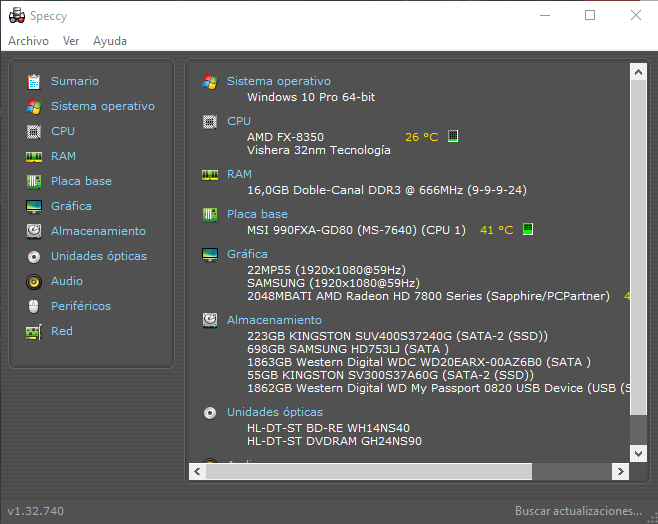 Speccy
Archivo Ver Ayuda
Sumario
Sistema operativo
CPU
RAM
Placa base
Gráfica
Almacenamiento
Unidades ópticas
Audio
Periféricos
Red
Sistema operativo
Windows 10 Pro 64-bit
CPU
AMD FX-8350 26 °C
Vishera 32nm Tecnología
RAM
16,0GB Doble-Canal DDR3 @ 666MHz (9-9-9-24)
Placa base
MSI 990FXA-GD80 (MS-7640) (CPU 1) 41 °C
Gráfica
22MP55 (1920x1080@59Hz)
SAMSUNG (1920x1080@59Hz)
2048MBATI AMD Radeon HD 7800 Series (Sapphire/PCPartner) 4
Almacenamiento
223GB KINGSTON SUV400S37240G (SATA-2 (SSD))
698GB SAMSUNG HD753LJ (SATA )
1863GB Western Digital WDC WD20EARX-00AZ6B0 (SATA )
55GB KINGSTON SV300S37A60G (SATA-2 (SSD))
1862GB Western Digital WD My Passport 0820 USB Device (USB (S
Unidades ópticas
HL-DT-ST BD-RE WH14NS40
HL-DT-ST DVDRAM GH24NS90
v1.32.740
Buscar actualizaciones...